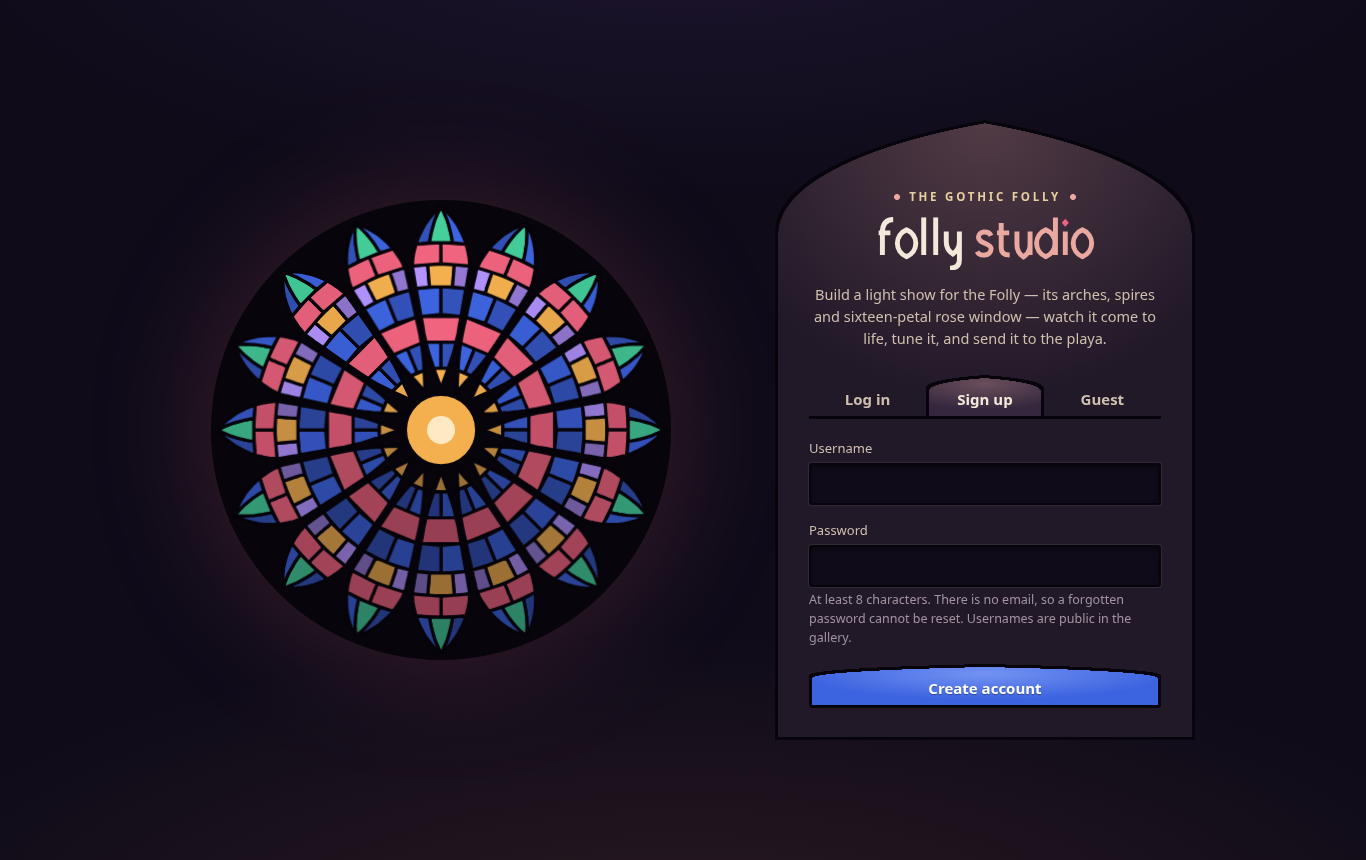 THE GOTHIC FOLLY
folly studio
Build a light show for the Folly — its arches, spires
and sixteen-petal rose window — watch it come to
life, tune it, and send it to the playa.
Log in Sign up Guest
Username
Password
At least 8 characters. There is no email, so a forgotten
password cannot be reset. Usernames are public in the
gallery.
Create account